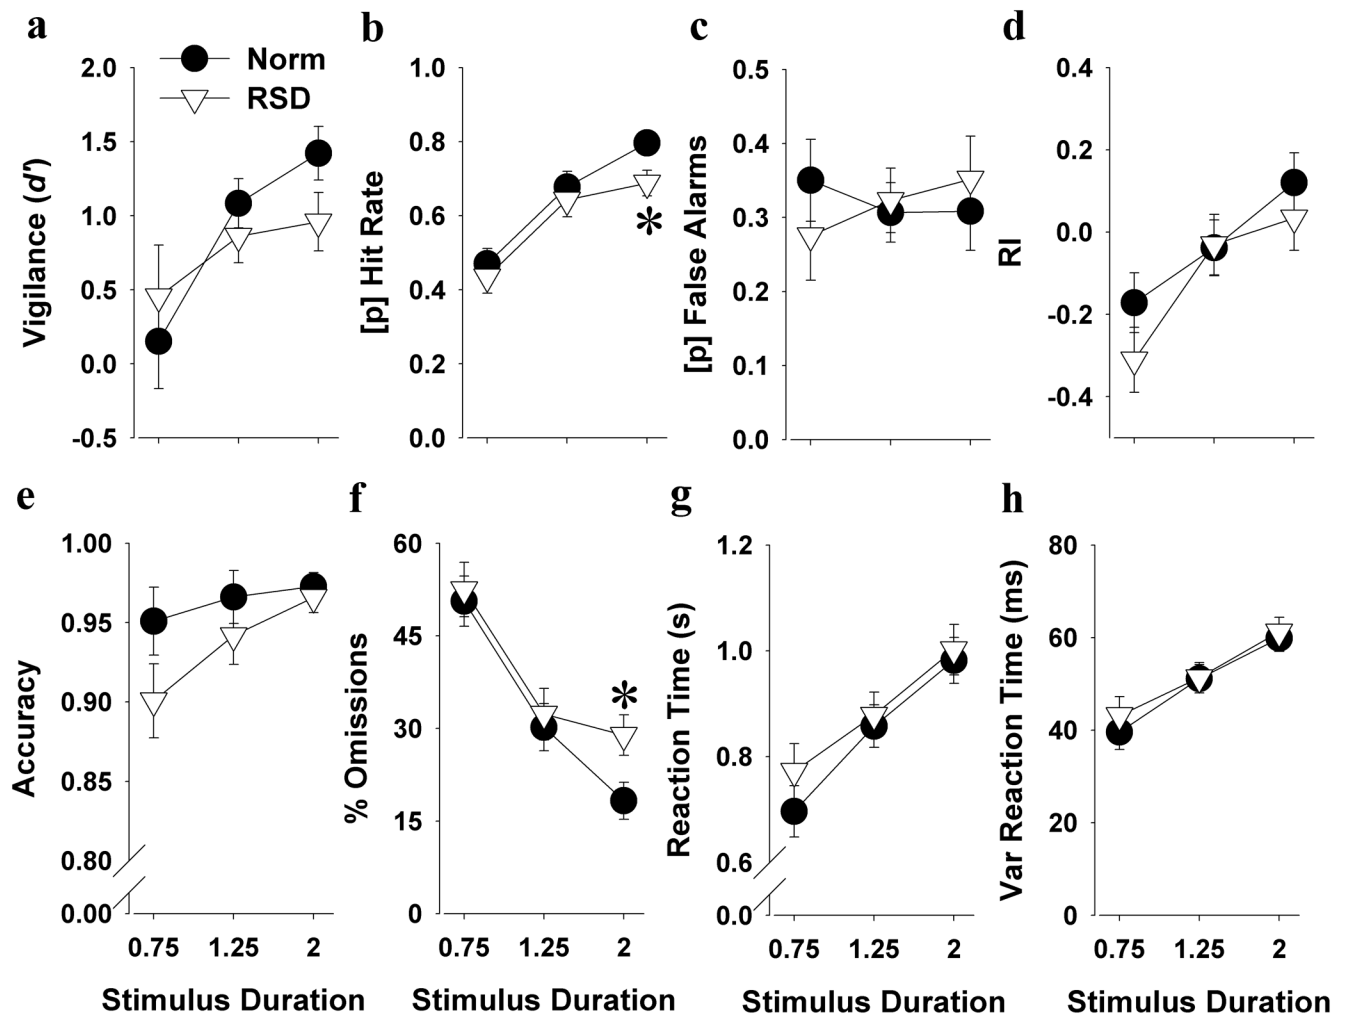 a
Norm
RSD
2.0
1.5
1.0
0.5
0.0
-0.5
Vigilance (d')
b
1.0
0.8
0.6
0.4
0.2
0.0
[p] Hit Rate
*
c
0.5
0.4
0.3
0.2
0.1
0.0
[p] False Alarms
d
0.4
0.2
0.0
-0.2
-0.4
RI
e
1.00
0.95
0.90
0.85
0.80
0.00
Accuracy
0.75 1.25 2
Stimulus Duration
f
60
45
30
15
0
% Omissions
*
0.75 1.25 2
Stimulus Duration
g
1.2
1.0
0.8
0.6
0.0
Reaction Time (s)
0.75 1.25 2
Stimulus Duration
h
80
60
40
20
0
Var Reaction Time (ms)
0.75 1.25 2
Stimulus Duration